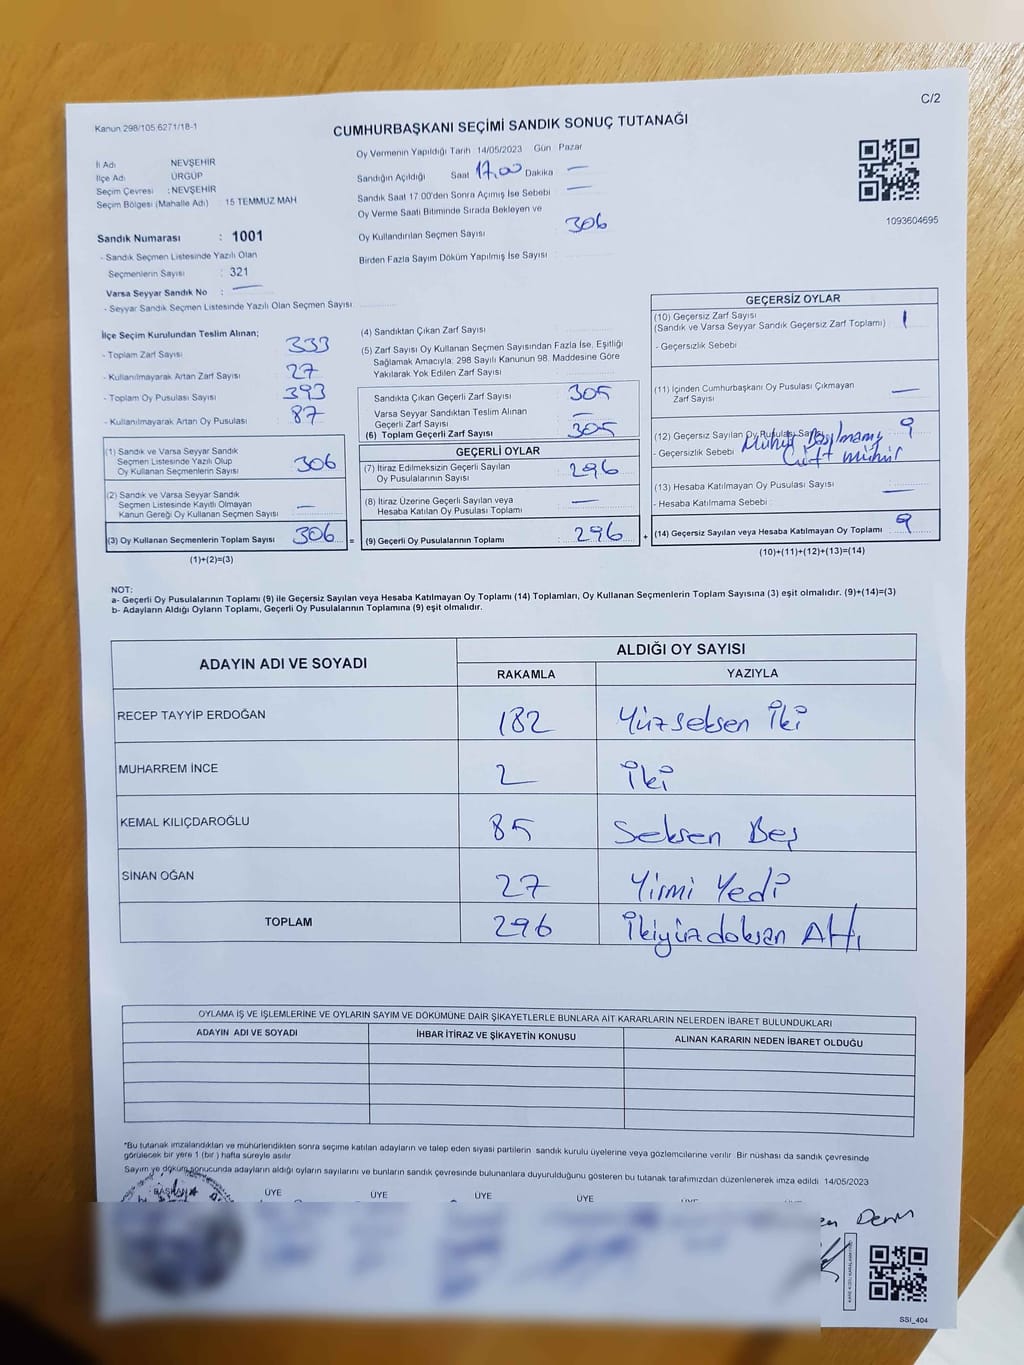 C/2
Kanun 298/105,6271/18-1
CUMHURBAŞKANI SEÇİMİ SANDIK SONUÇ TUTANAĞI
İl Adı NEVŞEHİR
İlçe Adı ÜRGÜP
Seçim Çevresi : NEVŞEHİR
Seçim Bölgesi (Mahalle Adı) 15 TEMMUZ MAH
Oy Vermenin Yapıldığı Tarih : 14/05/2023 Gün Pazar
Sandığın Açıldığı Saat 17,00 Dakika —
Sandık Saat 17:00'den Sonra Açımış İse Sebebi —
Oy Verme Saati Bitiminde Sırada Bekleyen ve
Oy Kullandırılan Seçmen Sayısı 306
Birden Fazla Sayım Döküm Yapılmış İse Sayısı :
1093604695
Sandık Numarası : 1001
- Sandık Seçmen Listesinde Yazılı Olan
Seçmenlerin Sayısı : 321
Varsa Seyyar Sandık No : —
- Seyyar Sandık Seçmen Listesinde Yazılı Olan Seçmen Sayısı :
İlçe Seçim Kurulundan Teslim Alınan;
- Toplam Zarf Sayısı 333
- Kullanılmayarak Artan Zarf Sayısı : 27
- Toplam Oy Pusulası Sayısı : 393
- Kullanılmayarak Artan Oy Pusulası : 87
(1) Sandık ve Varsa Seyyar Sandık
Seçmen Listesinde Yazılı Olup
Oy Kullanan Seçmenlerin Sayısı 306
(2) Sandık ve Varsa Seyyar Sandık
Seçmen Listesinde Kayıtlı Olmayan
Kanun Gereği Oy Kullanan Seçmen Sayısı —
(3) Oy Kullanan Seçmenlerin Toplam Sayısı 306 =
(1)+(2)=(3)
(4) Sandıktan Çıkan Zarf Sayısı :
(5) Zarf Sayısı Oy Kullanan Seçmen Sayısından Fazla İse, Eşitliği
Sağlamak Amacıyla, 298 Sayılı Kanunun 98. Maddesine Göre
Yakılarak Yok Edilen Zarf Sayısı :
Sandıkta Çıkan Geçerli Zarf Sayısı : 305
Varsa Seyyar Sandıktan Teslim Alınan
Geçerli Zarf Sayısı —
(6) Toplam Geçerli Zarf Sayısı : 305
GEÇERLİ OYLAR
(7) İtiraz Edilmeksizin Geçerli Sayılan
Oy Pusulasının Sayısı : 296
(8) İtiraz Üzerine Geçerli Sayılan veya
Hesaba Katılan Oy Pusulası Toplamı : —
(9) Geçerli Oy Pusulalarının Toplamı : 296 +
GEÇERSİZ OYLAR
(10) Geçersiz Zarf Sayısı
(Sandık ve Varsa Seyyar Sandık Geçersiz Zarf Toplamı) : 1
- Geçersizlik Sebebi :
(11) İçinden Cumhurbaşkanı Oy Pusulası Çıkmayan
Zarf Sayısı —
(12) Geçersiz Sayılan Oy Pusulası Sayısı 9
- Geçersizlik Sebebi Mühür Basılmamış
Çift mühür
(13) Hesaba Katılmayan Oy Pusulası Sayısı —
- Hesaba Katılmama Sebebi :
(14) Geçersiz Sayılan veya Hesaba Katılmayan Oy Toplamı : 9
(10)+(11)+(12)+(13)=(14)
NOT:
a- Geçerli Oy Pusulalarının Toplamı (9) ile Geçersiz Sayılan veya Hesaba Katılmayan Oy Toplamı (14) Toplamları, Oy Kullanan Seçmenlerin Toplam Sayısına (3) eşit olmalıdır. (9)+(14)=(3)
b- Adayların Aldığı Oyların Toplamı, Geçerli Oy Pusulalarının Toplamına (9) eşit olmalıdır.
ADAYIN ADI VE SOYADI ALDIĞI OY SAYISI
RAKAMLA YAZIYLA
RECEP TAYYİP ERDOĞAN 182 Yüzseksen İki
MUHARREM İNCE 2 İki
KEMAL KILIÇDAROĞLU 85 Seksen Beş
SİNAN OĞAN 27 Yirmi Yedi
TOPLAM 296 İkiyüzdoksan Altı
OYLAMA İŞ VE İŞLEMLERİNE VE OYLARIN SAYIM VE DÖKÜMÜNE DAİR ŞİKAYETLERLE BUNLARA AİT KARARLARIN NELERDEN İBARET BULUNDUKLARI
ADAYIN ADI VE SOYADI İHBAR İTİRAZ VE ŞİKAYETİN KONUSU ALINAN KARARIN NEDEN İBARET OLDUĞU
*Bu tutanak imzalandıktan ve mühürlendikten sonra seçime katılan adayların ve talep eden siyasi partilerin sandık kurulu üyelerine veya gözlemcilerine verilir. Bir nüshası da sandık çevresinde
görülecek bir yere 1 (bir ) hafta süreyle asılır.
Sayım ve döküm sonucunda adayların aldığı oyların sayılarını ve bunların sandık çevresinde bulunanlara duyurulduğunu gösteren bu tutanak tarafımızdan düzenlenerek imza edildi. 14/05/2023
BAŞKAN ÜYE ÜYE ÜYE ÜYE
SSİ_404